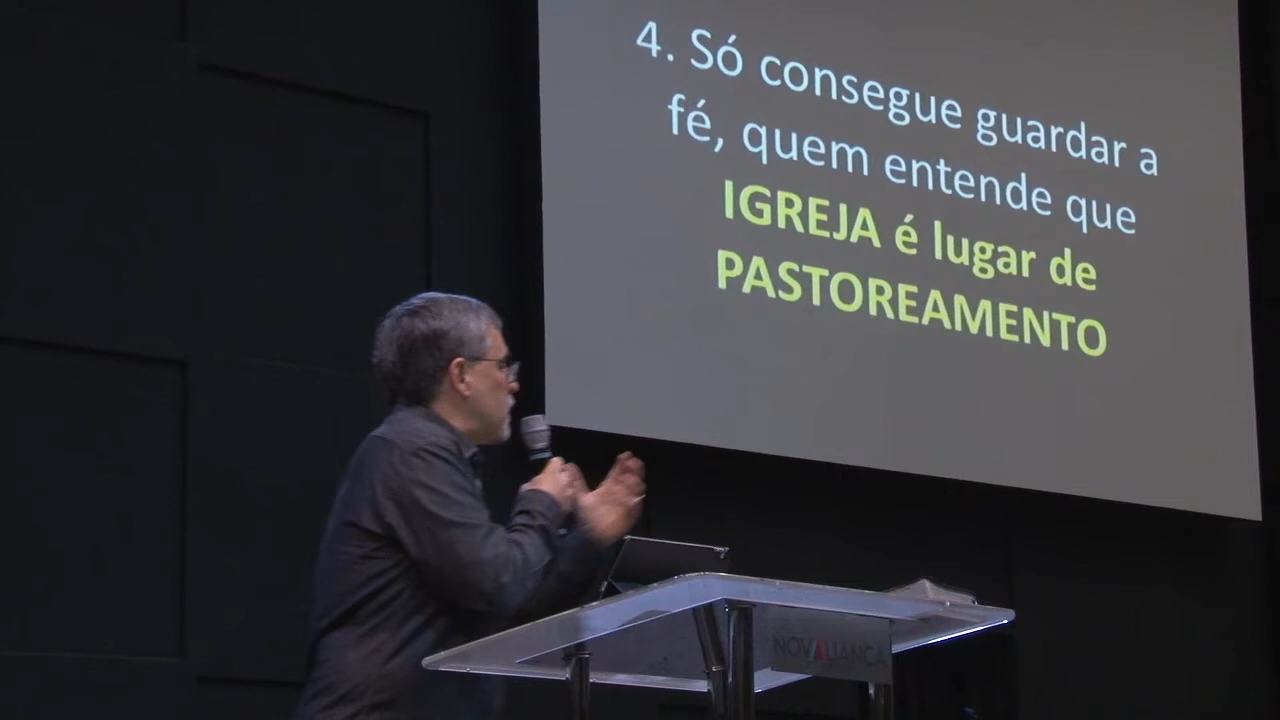 4. Só consegue guardar a
fé, quem entende que
IGREJA é lugar de
PASTOREAMENTO
NOVALIANÇA